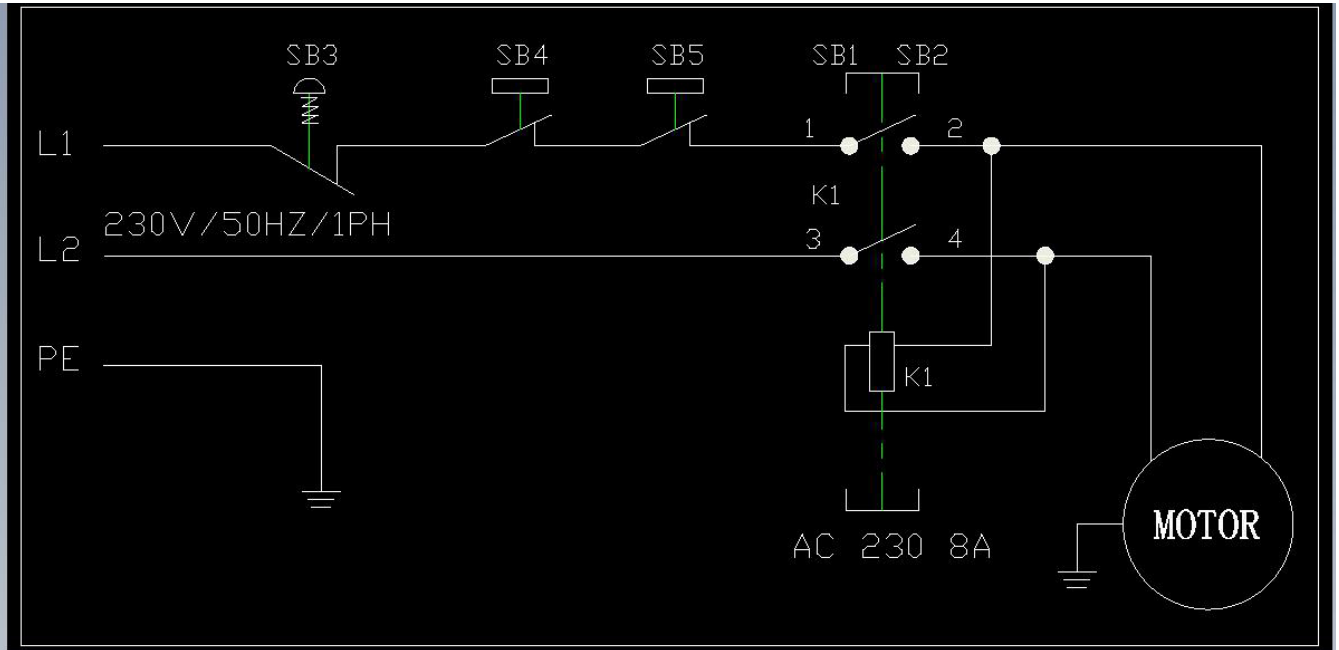 SB3 SB4 SB5 SB1 SB2
L1 1 2
K1
230V/50HZ/1PH
L2 3 4
PE
K1
MOTOR
AC 230 8A